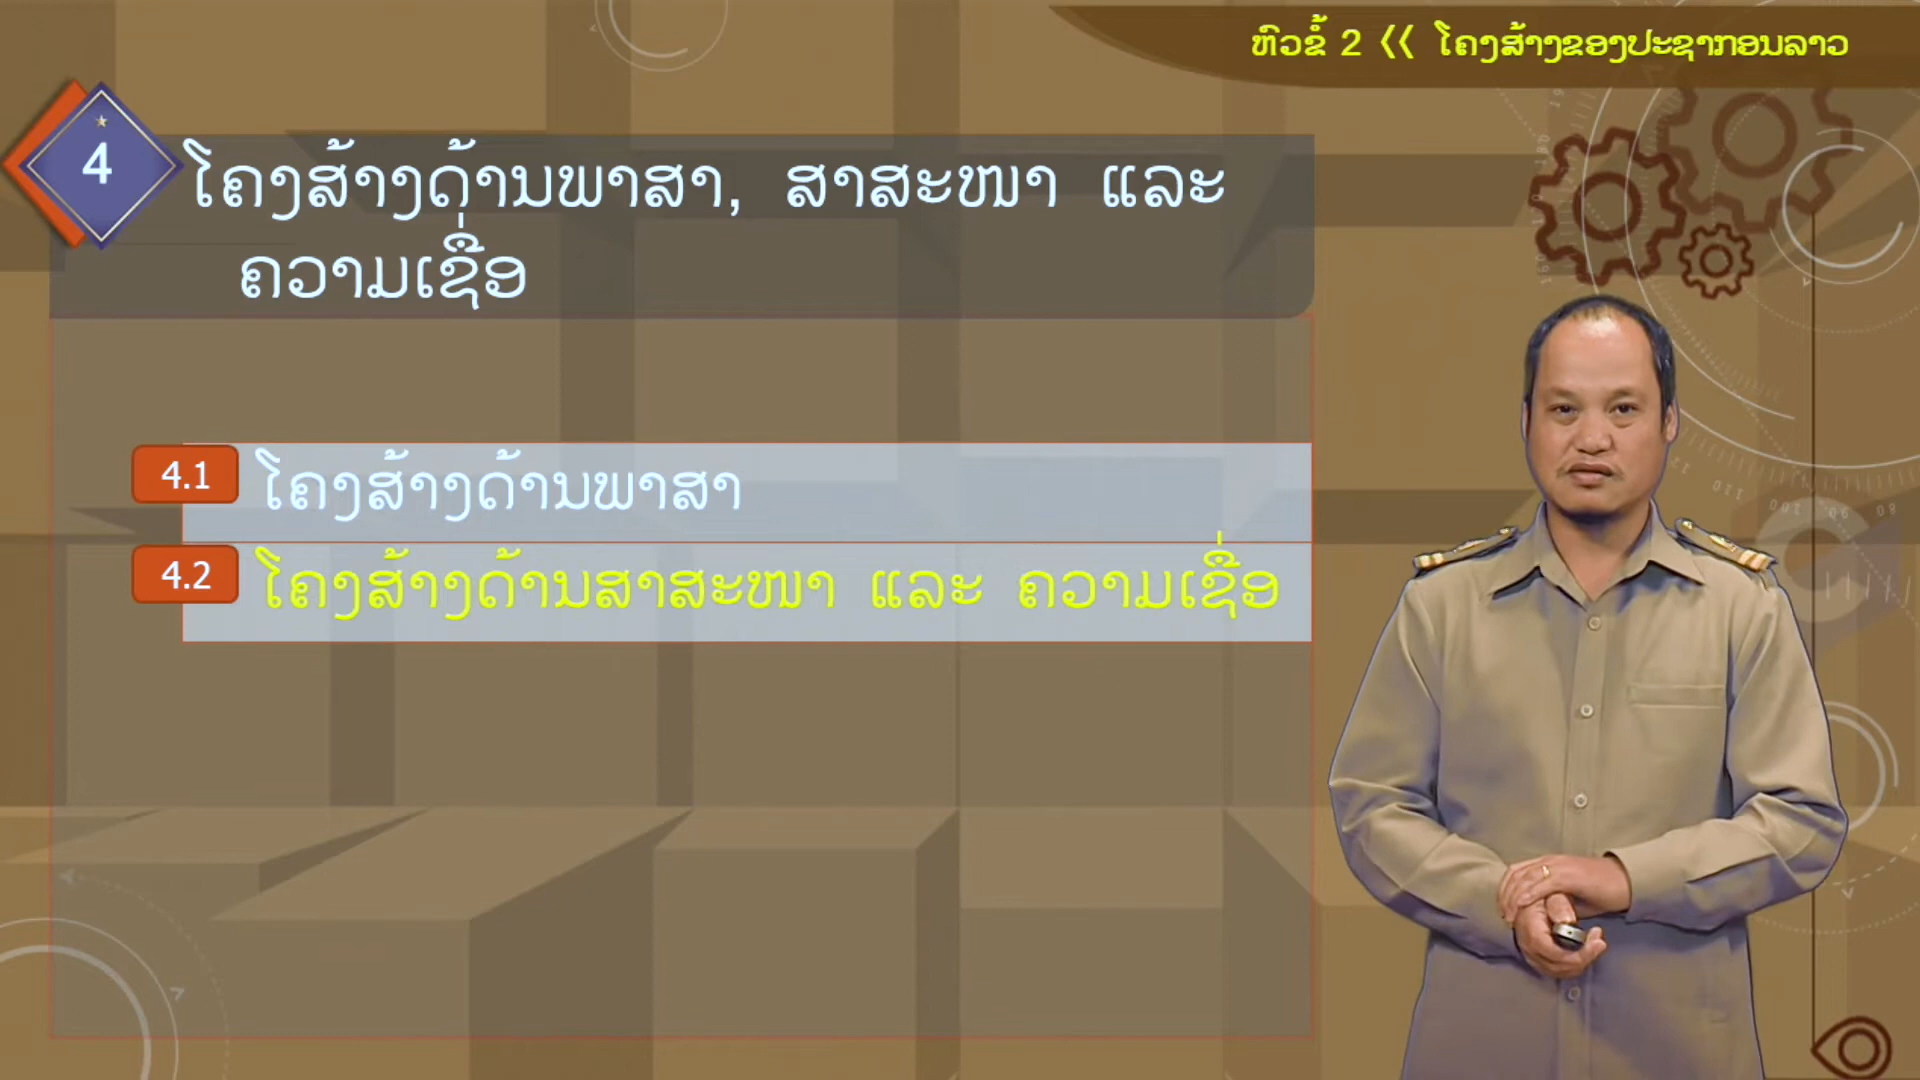 ຫົວຂໍ້ 2 《 ໂຄງສ້າງຂອງປະຊາກອນລາວ
4
ໂຄງສ້າງດ້ານພາສາ, ສາສະໜາ ແລະ
ຄວາມເຊື່ອ
4.1 ໂຄງສ້າງດ້ານພາສາ
4.2 ໂຄງສ້າງດ້ານສາສະໜາ ແລະ ຄວາມເຊື່ອ